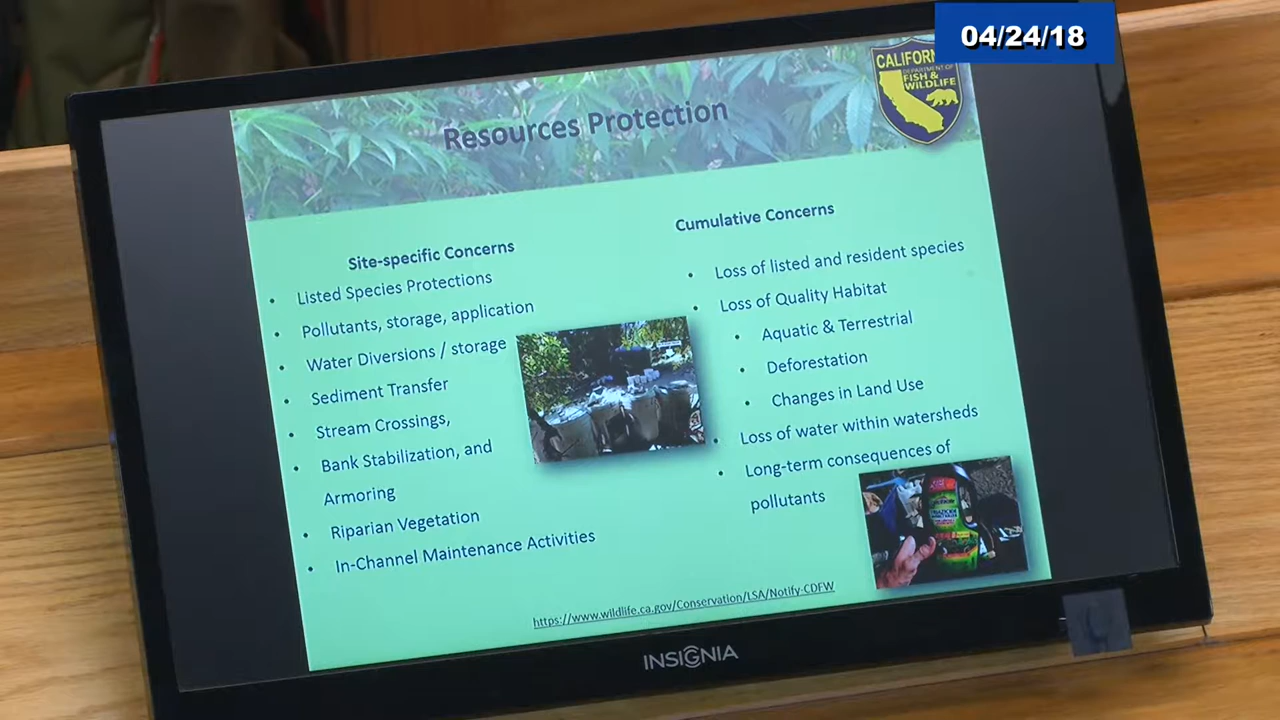 04/24/18
CALIFORN
DEPARTMENT OF
FISH &
WILDLIFE
Resources Protection
Site-specific Concerns
• Listed Species Protections
• Pollutants, storage, application
• Water Diversions / storage
• Sediment Transfer
• Stream Crossings,
• Bank Stabilization, and
Armoring
• Riparian Vegetation
• In-Channel Maintenance Activities
Cumulative Concerns
• Loss of listed and resident species
• Loss of Quality Habitat
• Aquatic & Terrestrial
• Deforestation
• Changes in Land Use
• Loss of water within watersheds
• Long-term consequences of
pollutants
https://www.wildlife.ca.gov/Conservation/LSA/Notify-CDFW
INSIGNIA